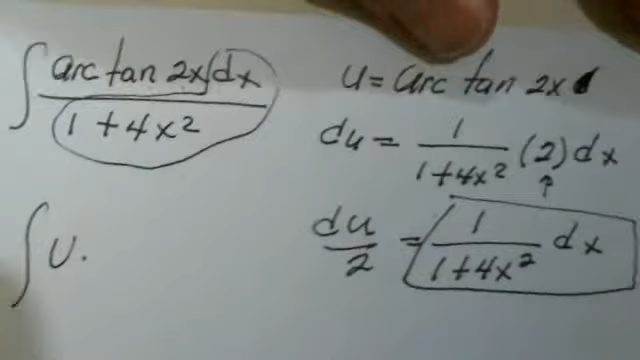 ∫ arc tan 2x dx / 1 + 4x²
u = arc tan 2x
du = 1 / 1+4x² (2) dx
du / 2 = 1 / 1+4x² dx
∫ u.